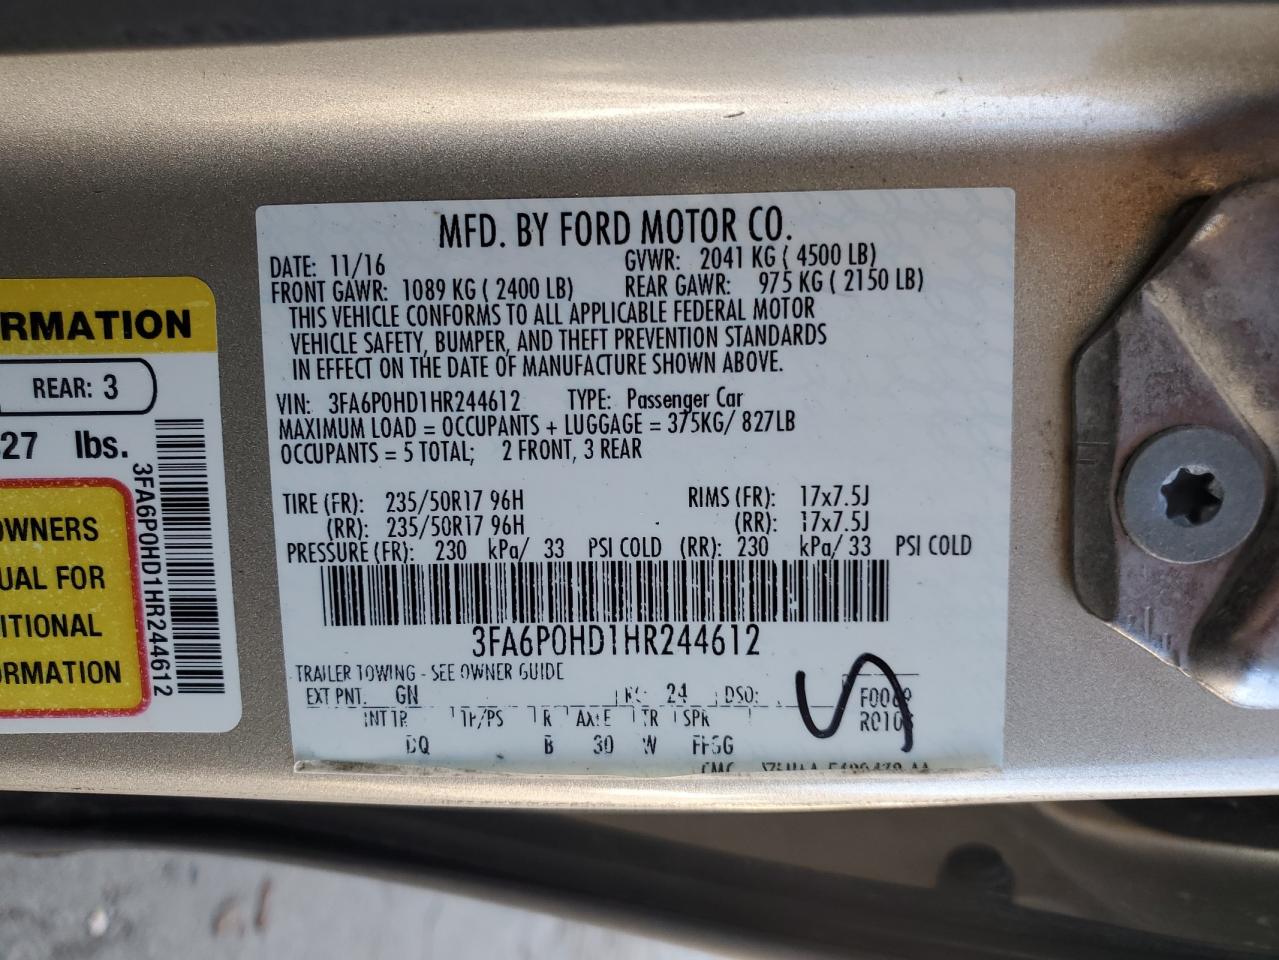 MFD. BY FORD MOTOR CO.
DATE: 11/16
GVWR: 2041 KG ( 4500 LB)
FRONT GAWR: 1089 KG ( 2400 LB)
REAR GAWR: 975 KG ( 2150 LB)
THIS VEHICLE CONFORMS TO ALL APPLICABLE FEDERAL MOTOR
VEHICLE SAFETY, BUMPER, AND THEFT PREVENTION STANDARDS
IN EFFECT ON THE DATE OF MANUFACTURE SHOWN ABOVE.
VIN: 3FA6P0HD1HR244612 TYPE: Passenger Car
MAXIMUM LOAD = OCCUPANTS + LUGGAGE = 375KG/ 827LB
OCCUPANTS = 5 TOTAL; 2 FRONT, 3 REAR
TIRE (FR): 235/50R17 96H RIMS (FR): 17x7.5J
(RR): 235/50R17 96H (RR): 17x7.5J
PRESSURE (FR): 230 kPa/ 33 PSI COLD (RR): 230 kPa/ 33 PSI COLD
3FA6P0HD1HR244612
TRAILER TOWING - SEE OWNER GUIDE
EXT PNT: GN RC: 24 DSO:
INT TR TP/PS R AXLE TR SPR
DQ B 30 W FFGG
RMATION
REAR: 3
27 lbs.
3FA6P0HD1HR244612
OWNERS
UAL FOR
ITIONAL
ORMATION